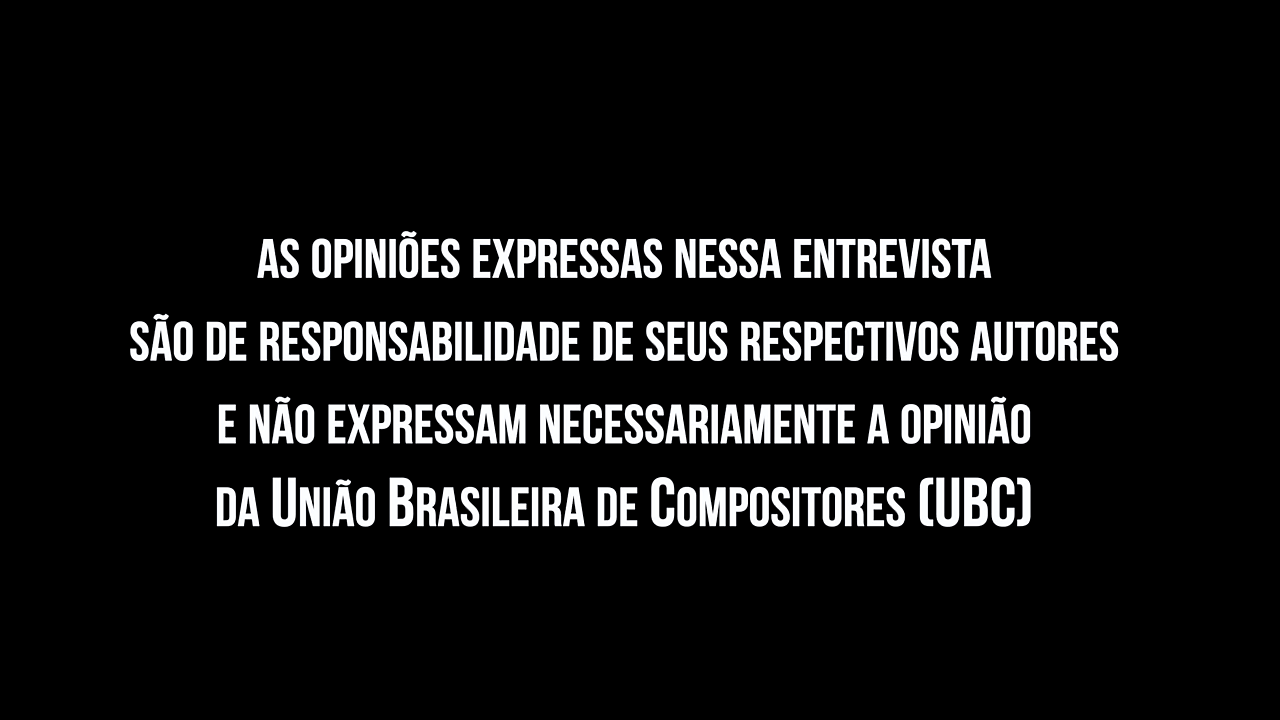 AS OPINIÕES EXPRESSAS NESSA ENTREVISTA
SÃO DE RESPONSABILIDADE DE SEUS RESPECTIVOS AUTORES
E NÃO EXPRESSAM NECESSARIAMENTE A OPINIÃO
DA UNIÃO BRASILEIRA DE COMPOSITORES (UBC)